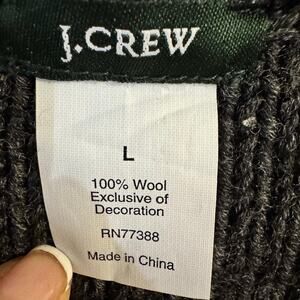 J.CREW
L
100% Wool
Exclusive of
Decoration
RN77388
Made in China